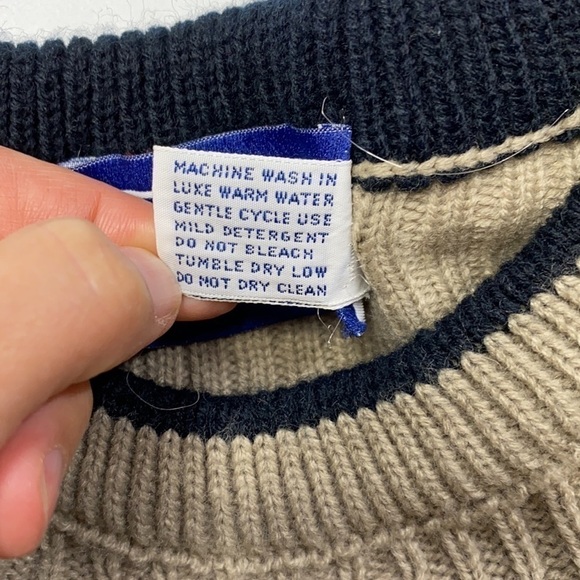 MACHINE WASH IN
LUKE WARM WATER
GENTLE CYCLE USE
MILD DETERGENT
DO NOT BLEACH
TUMBLE DRY LOW
DO NOT DRY CLEAN